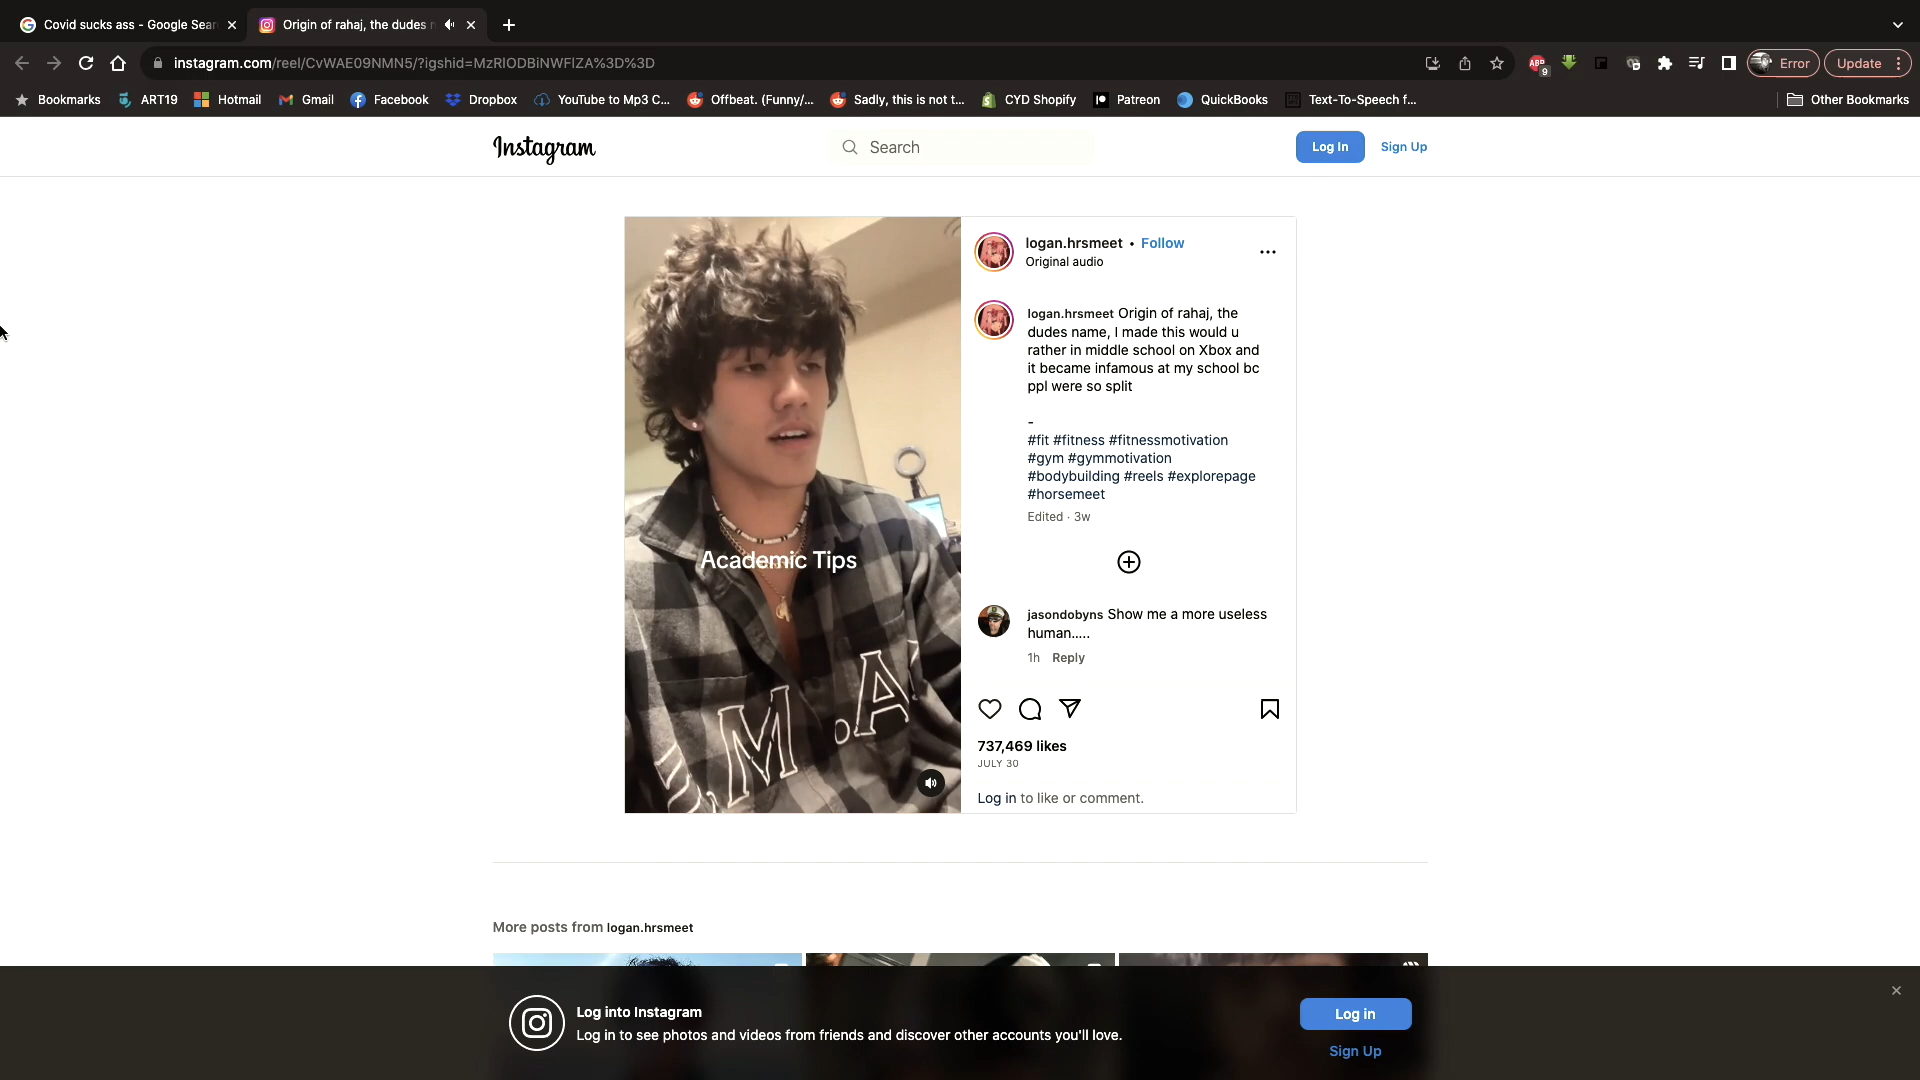 Covid sucks ass - Google Sear
Origin of rahaj, the dudes n
instagram.com/reel/CvWAE09NMN5/?igshid=MzRlODBiNWFlZA%3D%3D
ABP
9
Error
Update
Bookmarks
ART19
Hotmail
Gmail
Facebook
Dropbox
YouTube to Mp3 C...
Offbeat. (Funny/...
Sadly, this is not t...
CYD Shopify
Patreon
QuickBooks
Text-To-Speech f...
Other Bookmarks
Instagram
Search
Log In
Sign Up
Academic Tips
.M.A
logan.hrsmeet • Follow
Original audio
logan.hrsmeet Origin of rahaj, the
dudes name, I made this would u
rather in middle school on Xbox and
it became infamous at my school bc
ppl were so split
-
#fit #fitness #fitnessmotivation
#gym #gymmotivation
#bodybuilding #reels #explorepage
#horsemeet
Edited · 3w
jasondobyns Show me a more useless
human.....
1h Reply
737,469 likes
JULY 30
Log in to like or comment.
More posts from logan.hrsmeet
Log into Instagram
Log in to see photos and videos from friends and discover other accounts you'll love.
Log in
Sign Up